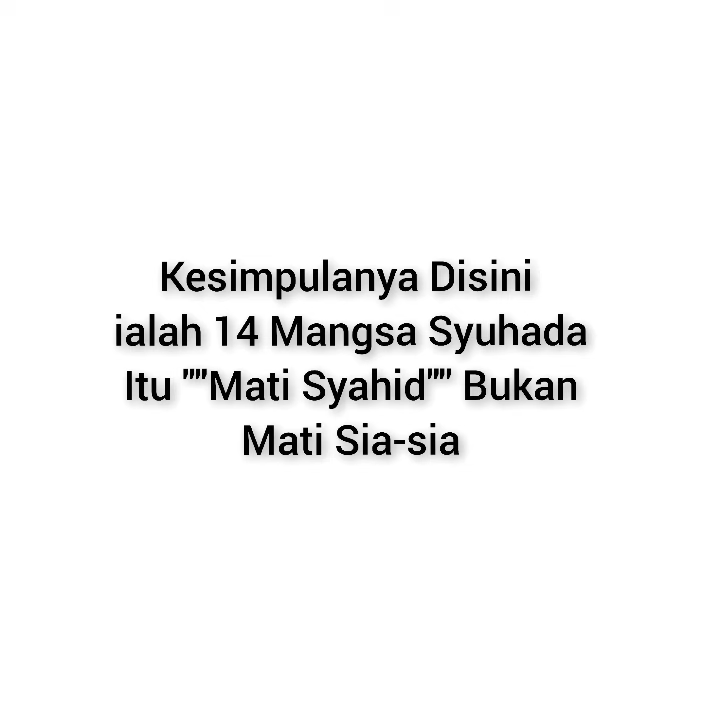 Kesimpulanya Disini
ialah 14 Mangsa Syuhada
Itu """Mati Syahid""" Bukan
Mati Sia-sia